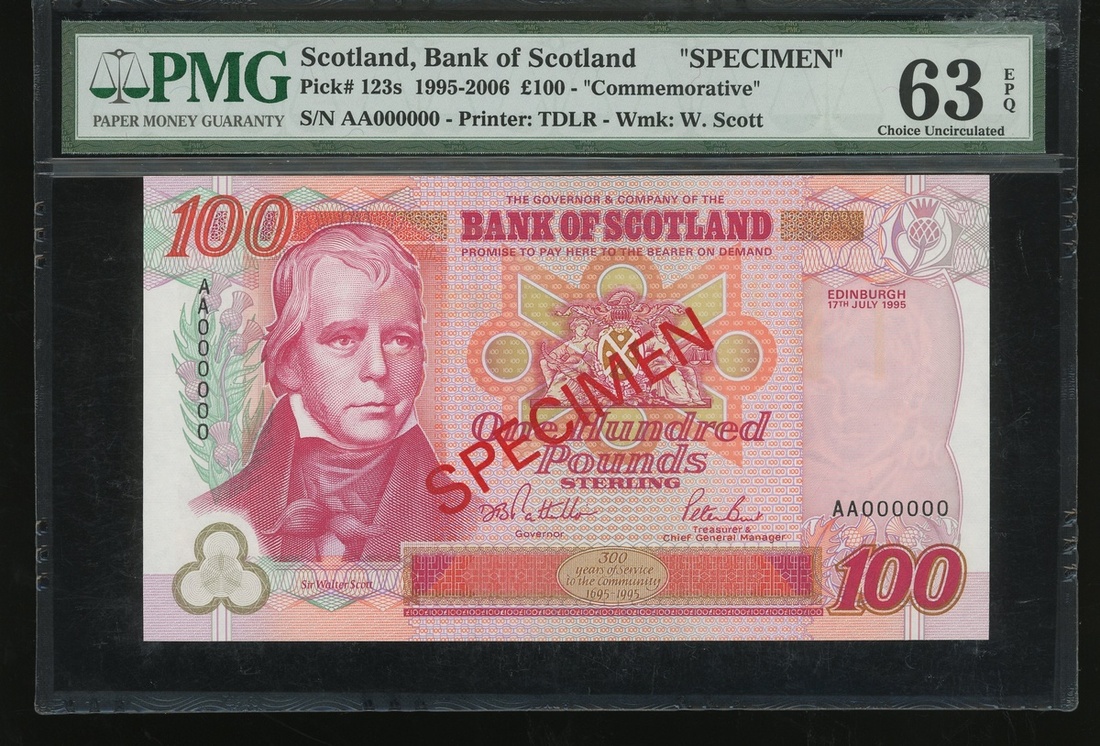 PMG
PAPER MONEY GUARANTY
Scotland, Bank of Scotland "SPECIMEN"
Pick# 123s 1995-2006 £100 - "Commemorative"
S/N AA000000 - Printer: TDLR - Wmk: W. Scott
63
EPQ
Choice Uncirculated
100
THE GOVERNOR & COMPANY OF THE
BANK OF SCOTLAND
PROMISE TO PAY HERE TO THE BEARER ON DEMAND
EDINBURGH
17TH JULY 1995
AA000000
SPECIMEN
One Hundred
Pounds
STERLING
Governor
Peter Burt
Treasurer &
Chief General Manager
AA000000
300
years of service
to the community
1695-1995
Sir Walter Scott
100